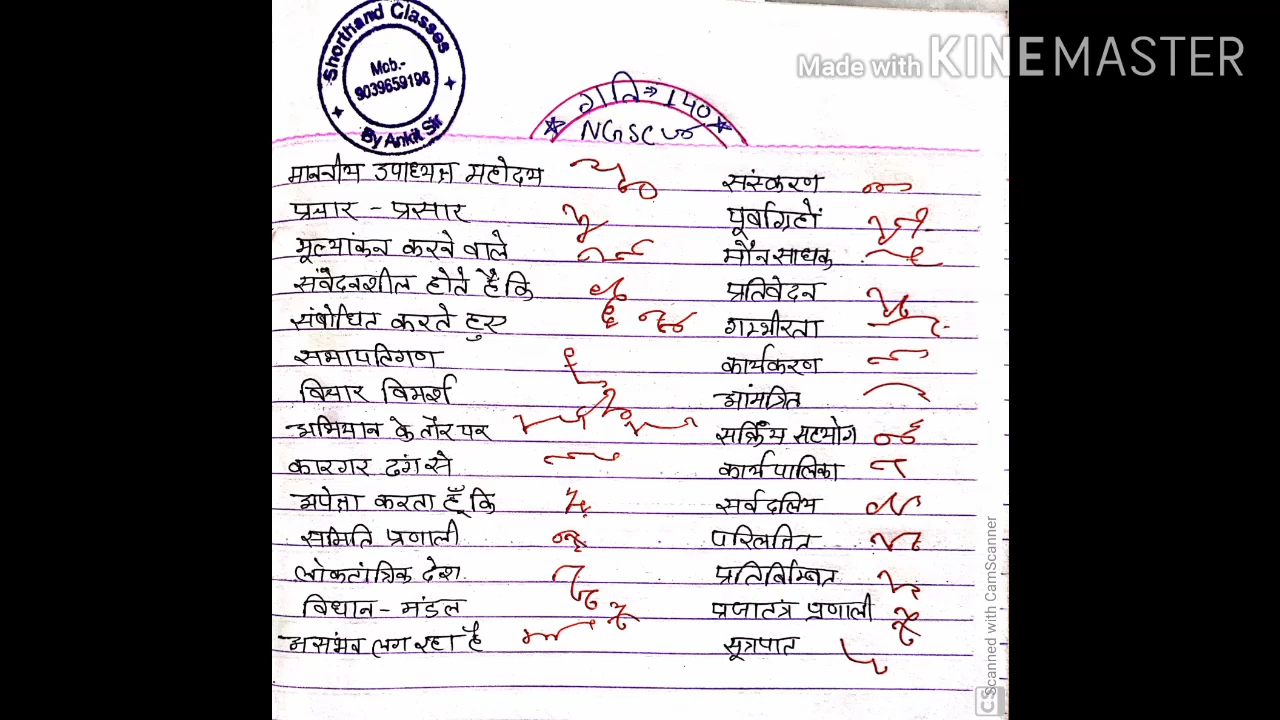 Made with KINEMASTER
Shorthand Classes
Mob.-
9039659196
By Ankit Sir
गति ⇒ 140
NGSCW
माननीय उपाध्यक्ष महोदय
प्रचार - प्रसार
मूल्यांकन करने वाले
संवेदनशील होते है कि
संबोधित करते हुए
सभापतिगण
विचार विमर्श
अभियान के तौर पर
कारगर ढंग से
अपेक्षा करता हूँ कि
समिति प्रणाली
लोकतांत्रिक देश
विधान - मंडल
असंभव लग रहा है
संस्करण
पूर्वाग्रहों
मौन साधक
प्रतिवेदन
गम्भीरता
कार्यकरण
आंमत्रित
सक्रिय सहयोग
कार्यपालिका
सर्वदलिय
परिलक्षित
प्रतिबिम्बित
प्रजातंत्र प्रणाली
सूत्रपात
CS Scanned with CamScanner